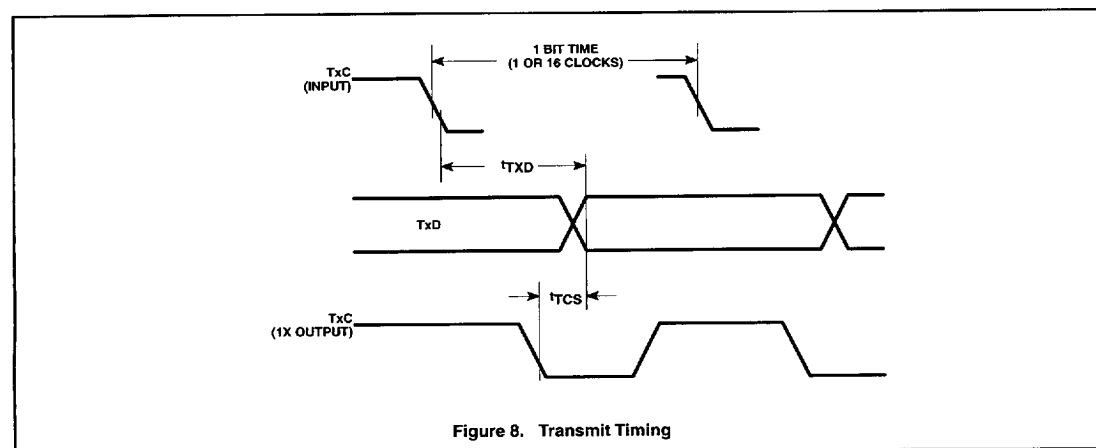 1 BIT TIME
(1 OR 16 CLOCKS)
TxC
(INPUT)
tTXD
TxD
tTCS
TxC
(1X OUTPUT)
Figure 8. Transmit Timing